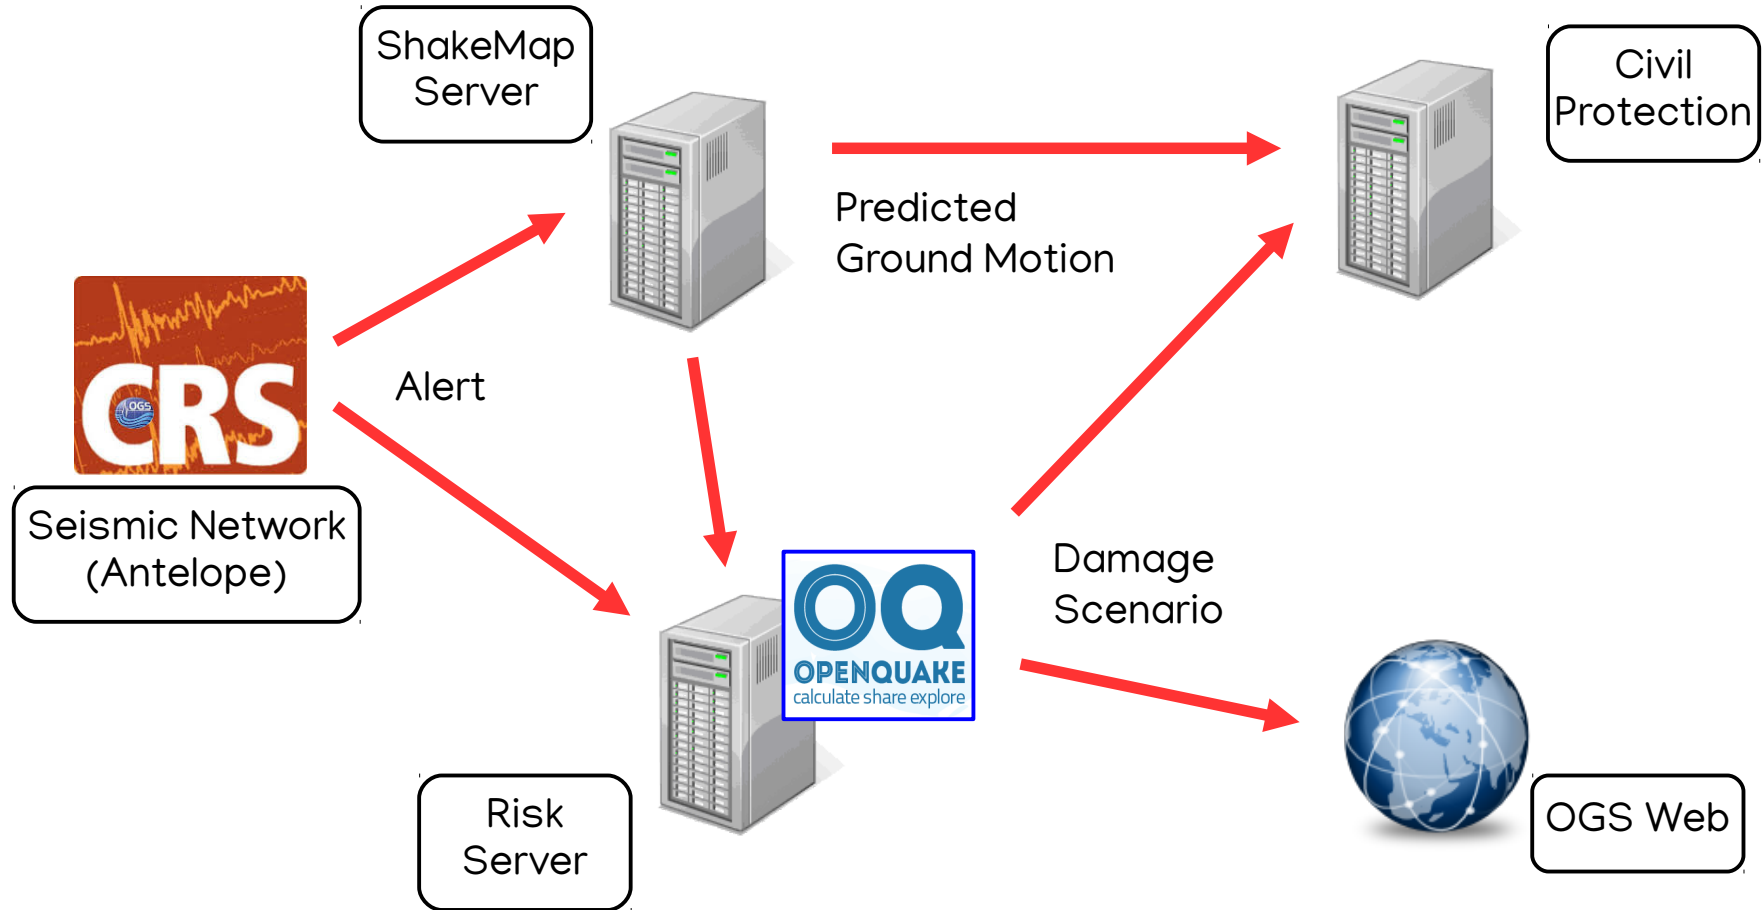 ShakeMap
Server
Civil
Protection
Predicted
Ground Motion
CRS
OGS
Alert
Seismic Network
(Antelope)
OQ
OPENQUAKE
calculate share explore
Damage
Scenario
Risk
Server
OGS Web